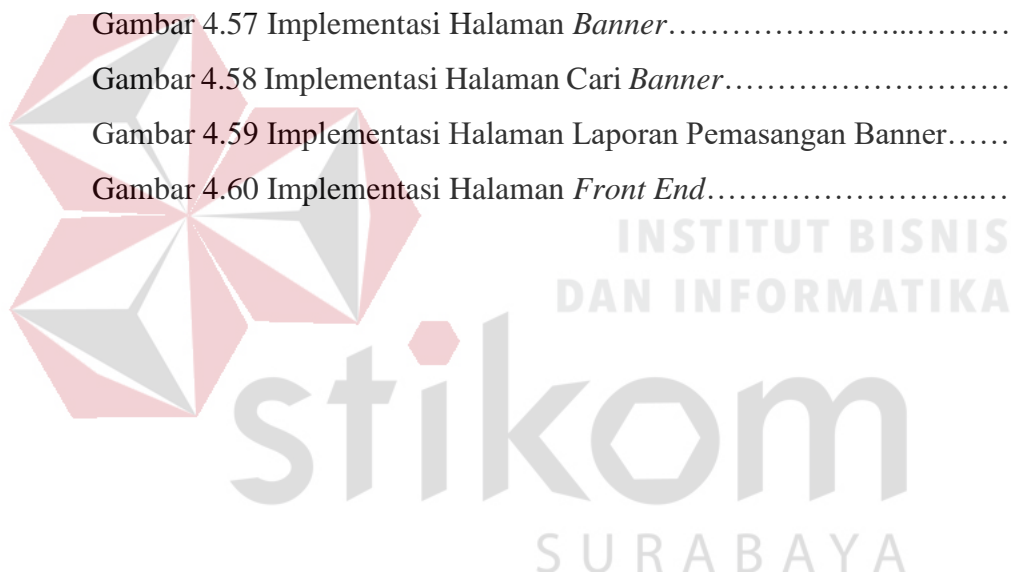 Gambar 4.57 Implementasi Halaman Banner…………………...………
Gambar 4.58 Implementasi Halaman Cari Banner………………………
Gambar 4.59 Implementasi Halaman Laporan Pemasangan Banner……
Gambar 4.60 Implementasi Halaman Front End……………………..…
INSTITUT BISNIS
DAN INFORMATIKA
stikom
SURABAYA